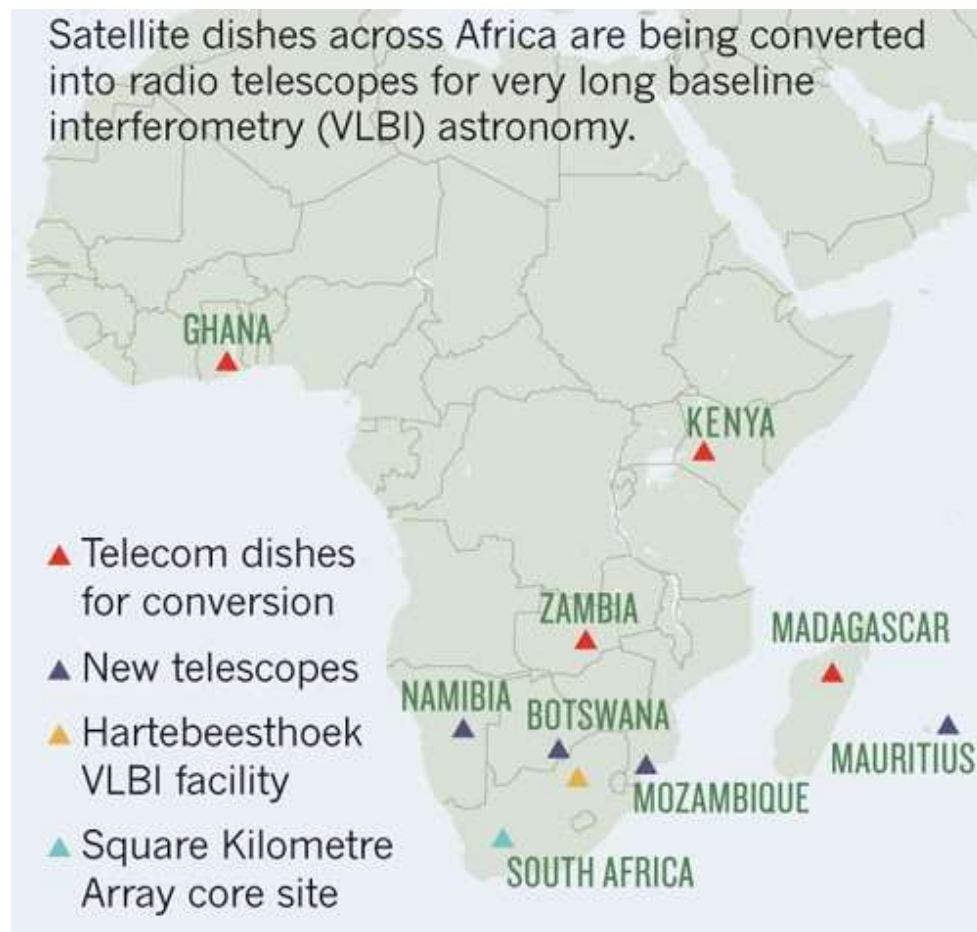 Satellite dishes across Africa are being converted
into radio telescopes for very long baseline
interferometry (VLBI) astronomy.
GHANA
KENYA
ZAMBIA
MADAGASCAR
NAMIBIA
BOTSWANA
MAURITIUS
MOZAMBIQUE
SOUTH AFRICA
Telecom dishes
for conversion
New telescopes
Hartebeesthoek
VLBI facility
Square Kilometre
Array core site